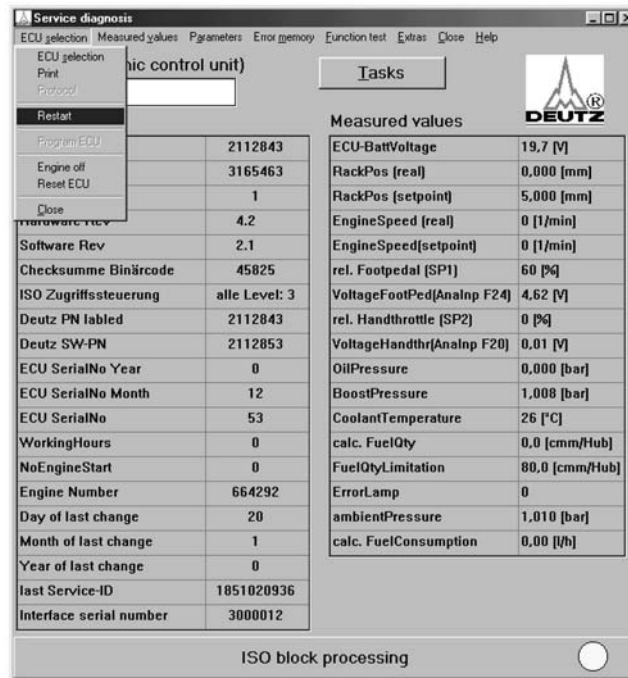 Service diagnosis
ECU selection Measured values Parameters Error memory Function test Extras Close Help
ECU selection
Print
Protocol
Restart
Program ECU
Engine off
Reset ECU
Close
nic control unit)
Tasks
®
DEUTZ
2112843
3165463
1
Hardware Rev 4.2
Software Rev 2.1
Checksumme Binärcode 45825
ISO Zugriffssteuerung alle Level: 3
Deutz PN labled 2112843
Deutz SW-PN 2112853
ECU SerialNo Year 0
ECU SerialNo Month 12
ECU SerialNo 53
WorkingHours 0
NoEngineStart 0
Engine Number 664292
Day of last change 20
Month of last change 1
Year of last change 0
last Service-ID 1851020936
Interface serial number 3000012
Measured values
ECU-BattVoltage 19,7 [V]
RackPos (real) 0,000 [mm]
RackPos (setpoint) 5,000 [mm]
EngineSpeed (real) 0 [1/min]
EngineSpeed(setpoint) 0 [1/min]
rel. Footpedal (SP1) 60 [%]
VoltageFootPed(AnaInp F24) 4,62 [V]
rel. Handthrottle (SP2) 0 [%]
VoltageHandthr(AnaInp F20) 0,01 [V]
OilPressure 0,000 [bar]
BoostPressure 1,008 [bar]
CoolantTemperature 26 [°C]
calc. FuelQty 0,0 [cmm/Hub]
FuelQtyLimitation 80,0 [cmm/Hub]
ErrorLamp 0
ambientPressure 1,010 [bar]
calc. FuelConsumption 0,00 [l/h]
ISO block processing